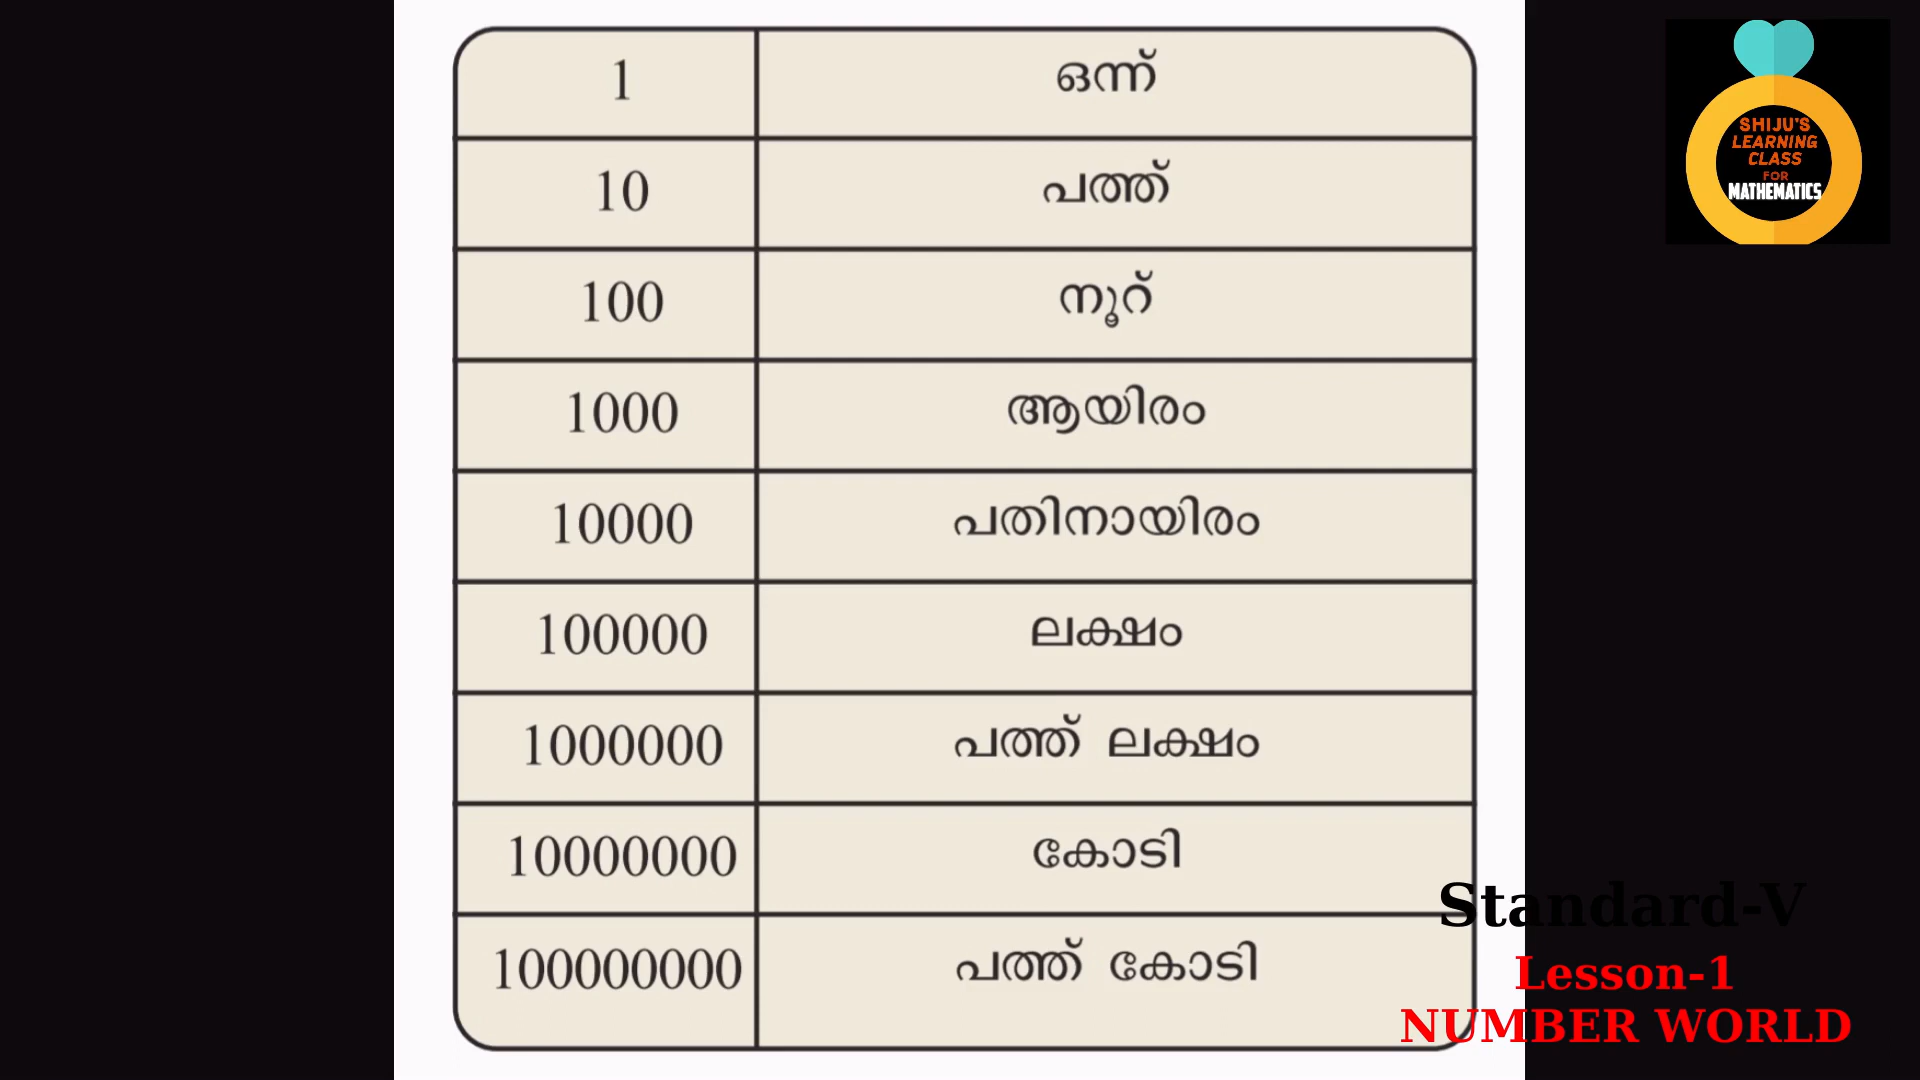 1 ഒന്ന്
10 പത്ത്
100 നൂറ്
1000 ആയിരം
10000 പതിനായിരം
100000 ലക്ഷം
1000000 പത്ത് ലക്ഷം
10000000 കോടി
100000000 പത്ത് കോടി
SHIJU'S
LEARNING
CLASS
FOR
MATHEMATICS
Standard-V
Lesson-1
NUMBER WORLD